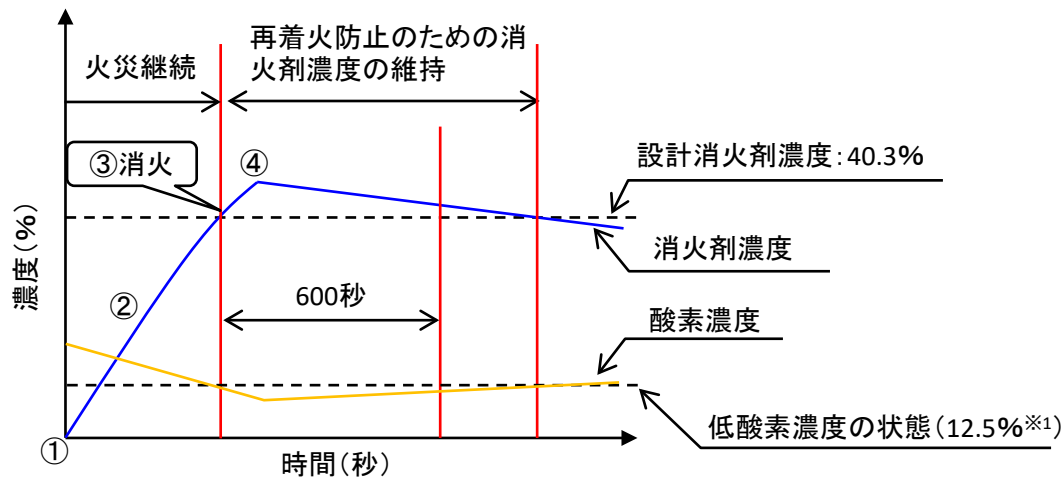 火災継続
再着火防止のための消
火剤濃度の維持
③消火
④
設計消火剤濃度：40.3%
消火剤濃度
濃度（%）
②
600秒
酸素濃度
低酸素濃度の状態（12.5%※1）
①
時間（秒）